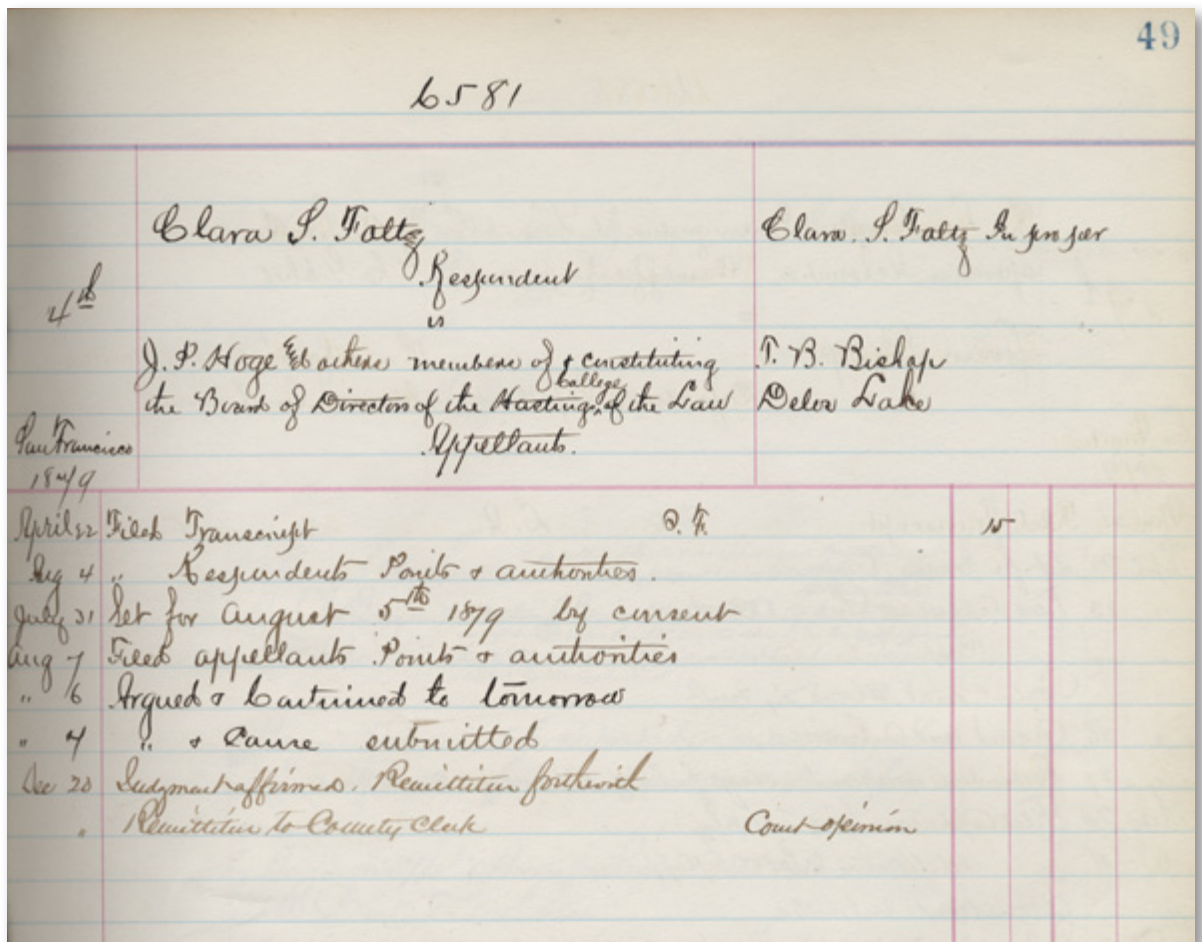 49
6581
Clara S. Foltz
Clara. S. Foltz In pro per
Respondent
4th
vs
J. P. Hoge & others members of & constituting
T. B. Bishop
College
the Board of Directors of the Hastings of the Law
Delos Lake
Appellants.
San Francisco
1879
April 22 Filed Transcript 15
Aug 4 " Respondents Points & authorities.
July 31 Set for August 5th 1879 by consent
Aug 7 Filed appellants Points & authorities
" 6 Argued & Continued to tomorrow
" 7 " & Cause submitted
Dec 20 Judgment affirmed. Remittitur forthwith
" Remittitur to County Clerk Court opinion